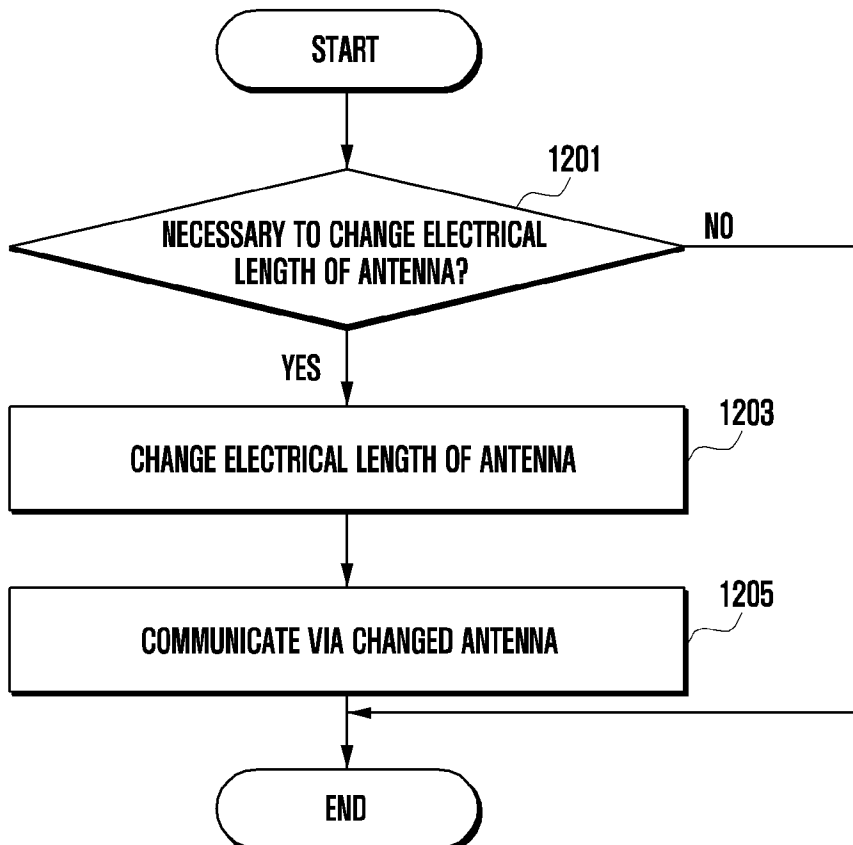 START
1201
NECESSARY TO CHANGE ELECTRICAL
LENGTH OF ANTENNA?
NO
YES
1203
CHANGE ELECTRICAL LENGTH OF ANTENNA
1205
COMMUNICATE VIA CHANGED ANTENNA
END